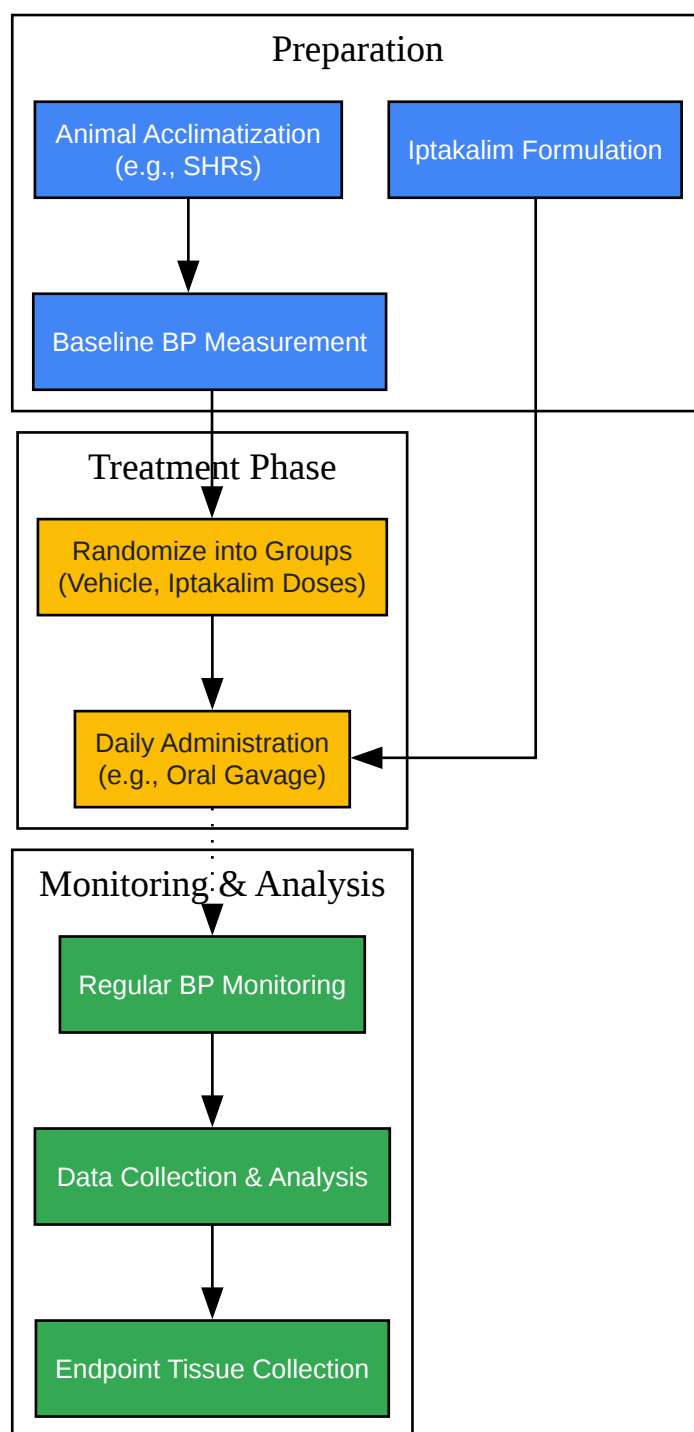 Preparation
Animal Acclimatization
(e.g., SHRs)
Iptakalim Formulation
Baseline BP Measurement
Treatment Phase
Randomize into Groups
(Vehicle, Iptakalim Doses)
Daily Administration
(e.g., Oral Gavage)
Monitoring & Analysis
Regular BP Monitoring
Data Collection & Analysis
Endpoint Tissue Collection